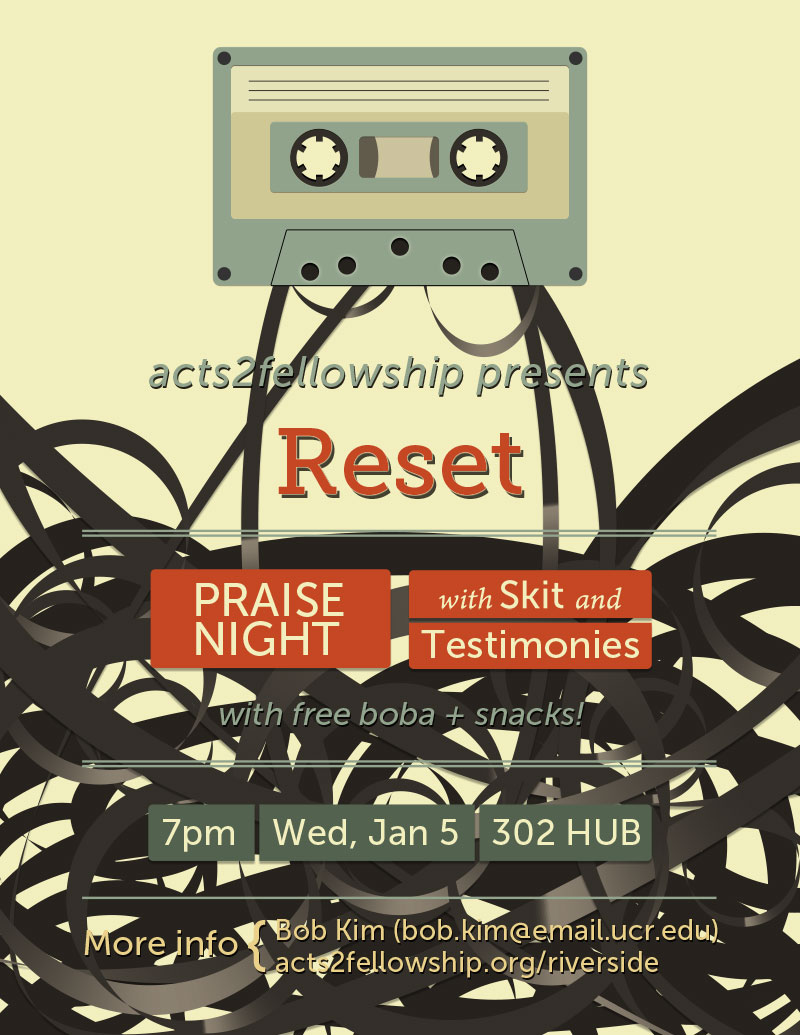 acts2fellowship presents
Reset
PRAISE
NIGHT
with Skit and
Testimonies
with free boba + snacks!
7pm Wed, Jan 5 302 HUB
More info { Bob Kim (bob.kim@email.ucr.edu)
acts2fellowship.org/riverside